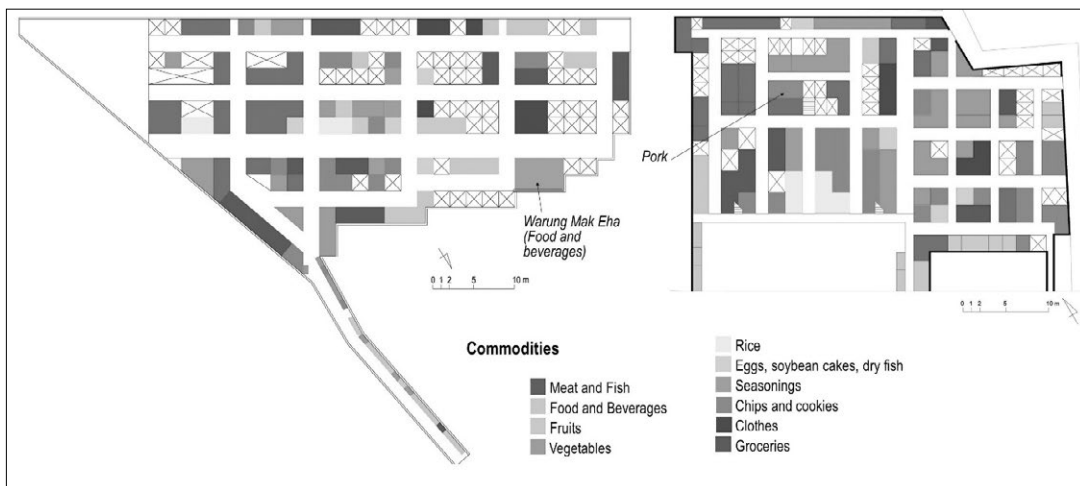 Pork
Warung Mak Eha
(Food and
beverages)
0 1 2 5 10 m
0 1 2 5 10 m
Commodities
Meat and Fish
Food and Beverages
Fruits
Vegetables
Rice
Eggs, soybean cakes, dry fish
Seasonings
Chips and cookies
Clothes
Groceries